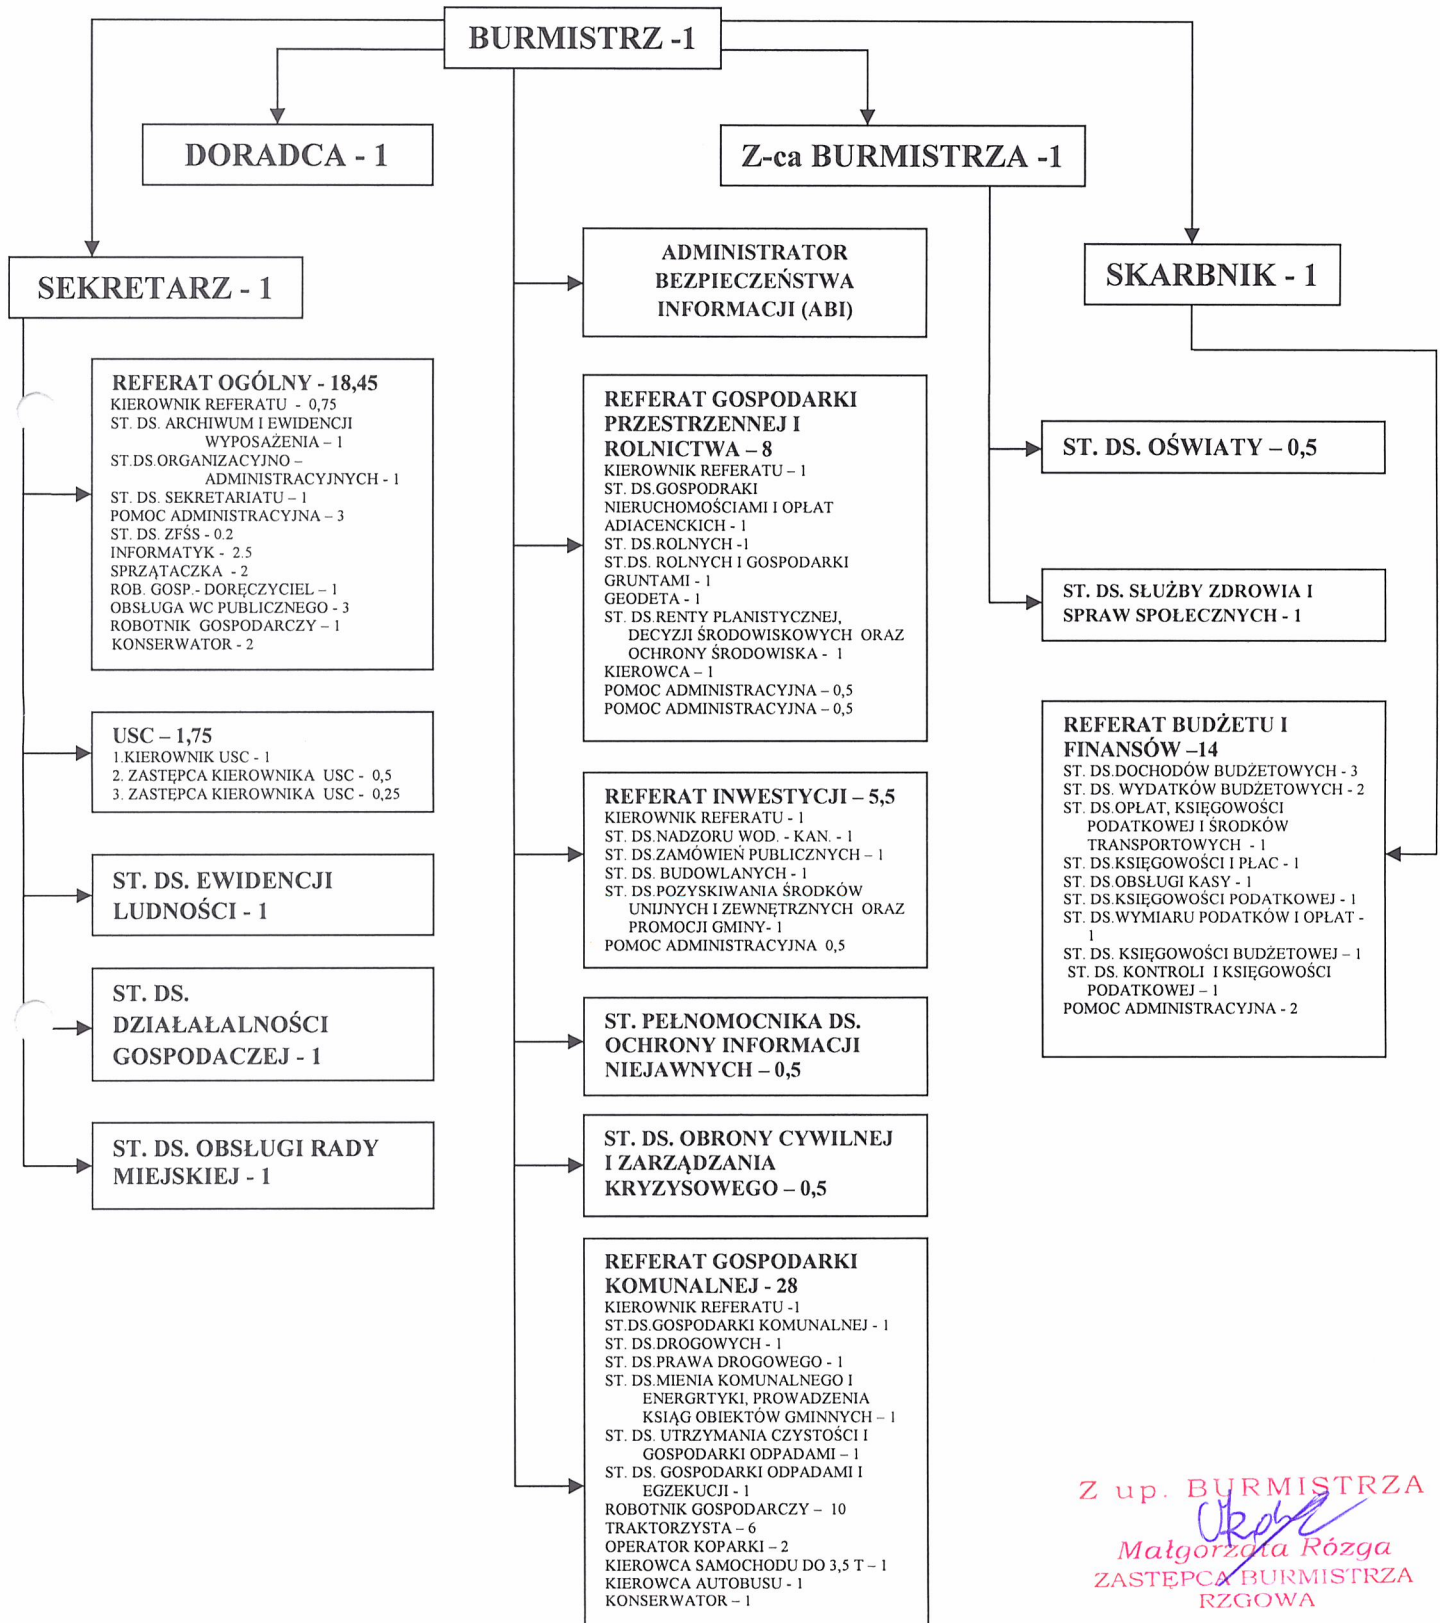 BURMISTRZ -1
DORADCA - 1
Z-ca BURMISTRZA -1
SEKRETARZ - 1
SKARBNIK - 1
REFERAT OGÓLNY - 18,45
KIEROWNIK REFERATU - 0,75
ST. DS. ARCHIWUM I EWIDENCJI
WYPOSAŻENIA – 1
ST.DS.ORGANIZACYJNO –
ADMINISTRACYJNYCH - 1
ST. DS. SEKRETARIATU – 1
POMOC ADMINISTRACYJNA – 3
ST. DS. ZFŚS - 0.2
INFORMATYK - 2.5
SPRZĄTACZKA - 2
ROB. GOSP.- DORĘCZYCIEL – 1
OBSŁUGA WC PUBLICZNEGO - 3
ROBOTNIK GOSPODARCZY – 1
KONSERWATOR - 2
USC – 1,75
1.KIEROWNIK USC - 1
2. ZASTĘPCA KIEROWNIKA USC - 0,5
3. ZASTĘPCA KIEROWNIKA USC - 0,25
ST. DS. EWIDENCJI
LUDNOŚCI - 1
ST. DS.
DZIAŁAŁALNOŚCI
GOSPODACZEJ - 1
ST. DS. OBSŁUGI RADY
MIEJSKIEJ - 1
ADMINISTRATOR
BEZPIECZEŃSTWA
INFORMACJI (ABI)
REFERAT GOSPODARKI
PRZESTRZENNEJ I
ROLNICTWA – 8
KIEROWNIK REFERATU – 1
ST. DS.GOSPODRAKI
NIERUCHOMOŚCIAMI I OPŁAT
ADIACENCKICH - 1
ST. DS.ROLNYCH -1
ST.DS. ROLNYCH I GOSPODARKI
GRUNTAMI - 1
GEODETA - 1
ST. DS.RENTY PLANISTYCZNEJ,
DECYZJI ŚRODOWISKOWYCH ORAZ
OCHRONY ŚRODOWISKA - 1
KIEROWCA – 1
POMOC ADMINISTRACYJNA – 0,5
POMOC ADMINISTRACYJNA – 0,5
REFERAT INWESTYCJI – 5,5
KIEROWNIK REFERATU - 1
ST. DS.NADZORU WOD. - KAN. - 1
ST. DS.ZAMÓWIEŃ PUBLICZNYCH – 1
ST. DS. BUDOWLANYCH - 1
ST. DS.POZYSKIWANIA ŚRODKÓW
UNIJNYCH I ZEWNĘTRZNYCH ORAZ
PROMOCJI GMINY- 1
POMOC ADMINISTRACYJNA 0,5
ST. PEŁNOMOCNIKA DS.
OCHRONY INFORMACJI
NIEJAWNYCH – 0,5
ST. DS. OBRONY CYWILNEJ
I ZARZĄDZANIA
KRYZYSOWEGO – 0,5
REFERAT GOSPODARKI
KOMUNALNEJ - 28
KIEROWNIK REFERATU -1
ST.DS.GOSPODARKI KOMUNALNEJ - 1
ST. DS.DROGOWYCH - 1
ST. DS.PRAWA DROGOWEGO - 1
ST. DS.MIENIA KOMUNALNEGO I
ENERGRTYKI, PROWADZENIA
KSIĄG OBIEKTÓW GMINNYCH – 1
ST. DS. UTRZYMANIA CZYSTOŚCI I
GOSPODARKI ODPADAMI – 1
ST. DS. GOSPODARKI ODPADAMI I
EGZEKUCJI - 1
ROBOTNIK GOSPODARCZY – 10
TRAKTORZYSTA – 6
OPERATOR KOPARKI – 2
KIEROWCA SAMOCHODU DO 3,5 T – 1
KIEROWCA AUTOBUSU - 1
KONSERWATOR – 1
ST. DS. OŚWIATY – 0,5
ST. DS. SŁUŻBY ZDROWIA I
SPRAW SPOŁECZNYCH - 1
REFERAT BUDŻETU I
FINANSÓW –14
ST. DS.DOCHODÓW BUDŻETOWYCH - 3
ST. DS. WYDATKÓW BUDŻETOWYCH - 2
ST. DS.OPŁAT, KSIĘGOWOŚCI
PODATKOWEJ I ŚRODKÓW
TRANSPORTOWYCH - 1
ST. DS.KSIĘGOWOŚCI I PŁAC - 1
ST. DS.OBSŁUGI KASY - 1
ST. DS.KSIĘGOWOŚCI PODATKOWEJ - 1
ST. DS.WYMIARU PODATKÓW I OPŁAT -
1
ST. DS. KSIĘGOWOŚCI BUDŻETOWEJ – 1
ST. DS. KONTROLI I KSIĘGOWOŚCI
PODATKOWEJ – 1
POMOC ADMINISTRACYJNA - 2
Z up. BURMISTRZA
Małgorzata Rózga
ZASTĘPCA BURMISTRZA
RZGOWA